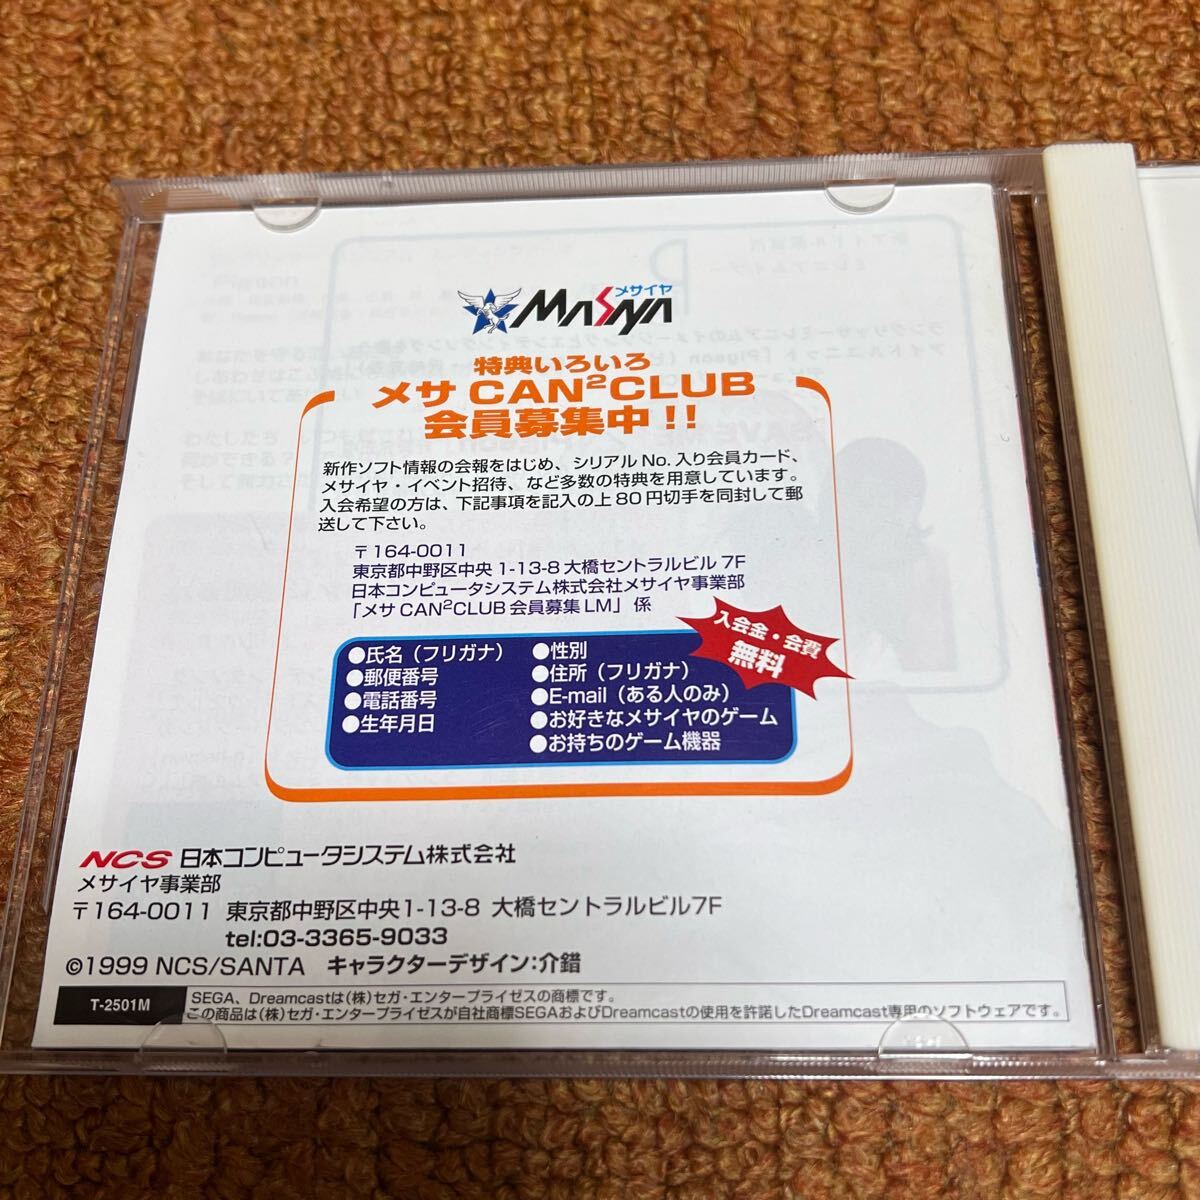 メサイヤ
MASAYA
特典いろいろ
メサCAN²CLUB
会員募集中!!
新作ソフト情報の会報をはじめ、シリアルNo.入り会員カード、
メサイヤ・イベント招待、など多数の特典を用意しています。
入会希望の方は、下記事項を記入の上80円切手を同封して郵
送して下さい。
〒164-0011
東京都中野区中央1-13-8大橋セントラルビル7F
日本コンピュータシステム株式会社メサイヤ事業部
「メサCAN²CLUB会員募集LM」係
入会金・会費
無料
●氏名（フリガナ）
●郵便番号
●電話番号
●生年月日
●性別
●住所（フリガナ）
●E-mail（ある人のみ）
●お好きなメサイヤのゲーム
●お持ちのゲーム機器
NCS 日本コンピュータシステム株式会社
メサイヤ事業部
〒164-0011 東京都中野区中央1-13-8 大橋セントラルビル7F
tel:03-3365-9033
©1999 NCS/SANTA キャラクターデザイン:介錯
T-2501M
SEGA、Dreamcastは(株)セガ・エンタープライゼスの商標です。
この商品は(株)セガ・エンタープライゼスが自社商標SEGAおよびDreamcastの使用を許諾したDreamcast専用のソフトウェアです。